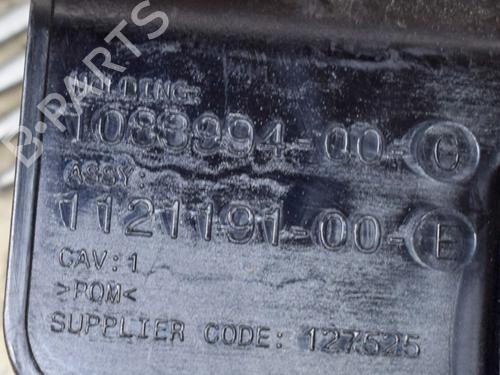 MOLDING:
1083994-00-G
ASSY:
1121191-00-E
CAV:1
>POM<
SUPPLIER CODE: 127525
B-PARTS